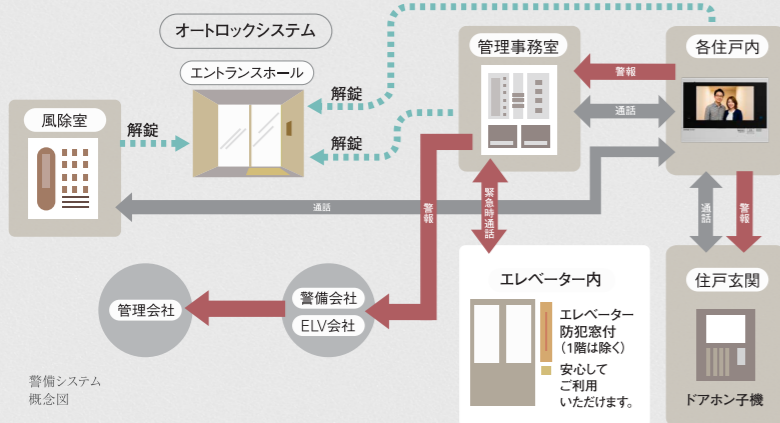 オートロックシステム
エントランスホール
風除室
解錠
解錠
解錠
管理事務室
各住戸内
警報
通話
通話
警報
緊急時通話
通話
警報
管理会社
警備会社
ELV会社
エレベーター内
エレベーター
防犯窓付
(1階は除く)
安心して
ご利用
いただけます。
住戸玄関
ドアホン子機
警備システム
概念図